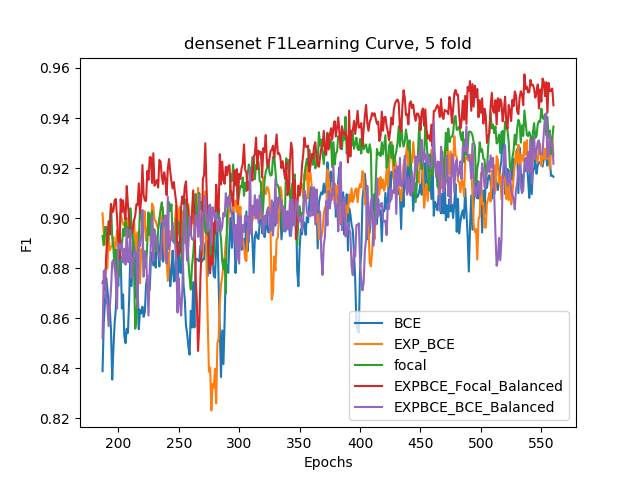 densenet F1Learning Curve, 5 fold
0.96
0.94
0.92
0.90
0.88
0.86
0.84
0.82
F1
200
250
300
350
400
450
500
550
Epochs
BCE
EXP_BCE
focal
EXPBCE_Focal_Balanced
EXPBCE_BCE_Balanced